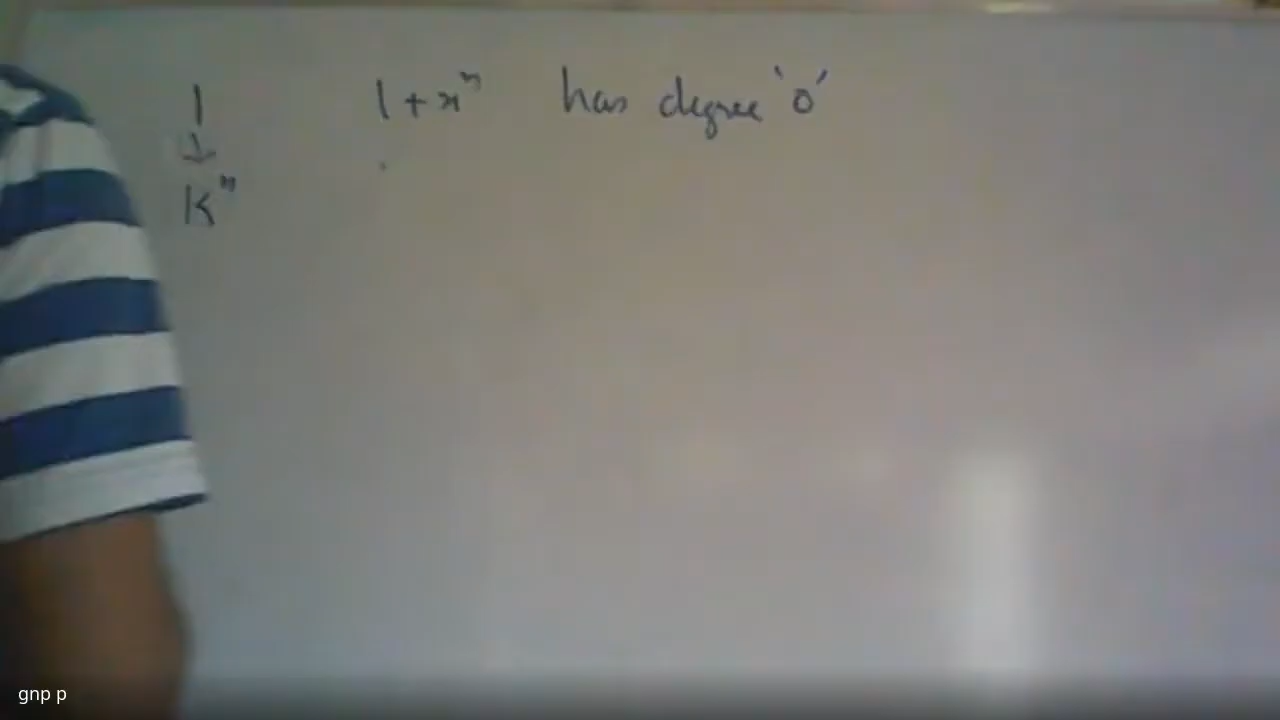 1 1 + x^n has degree '0'
↓
K^n
gnp p